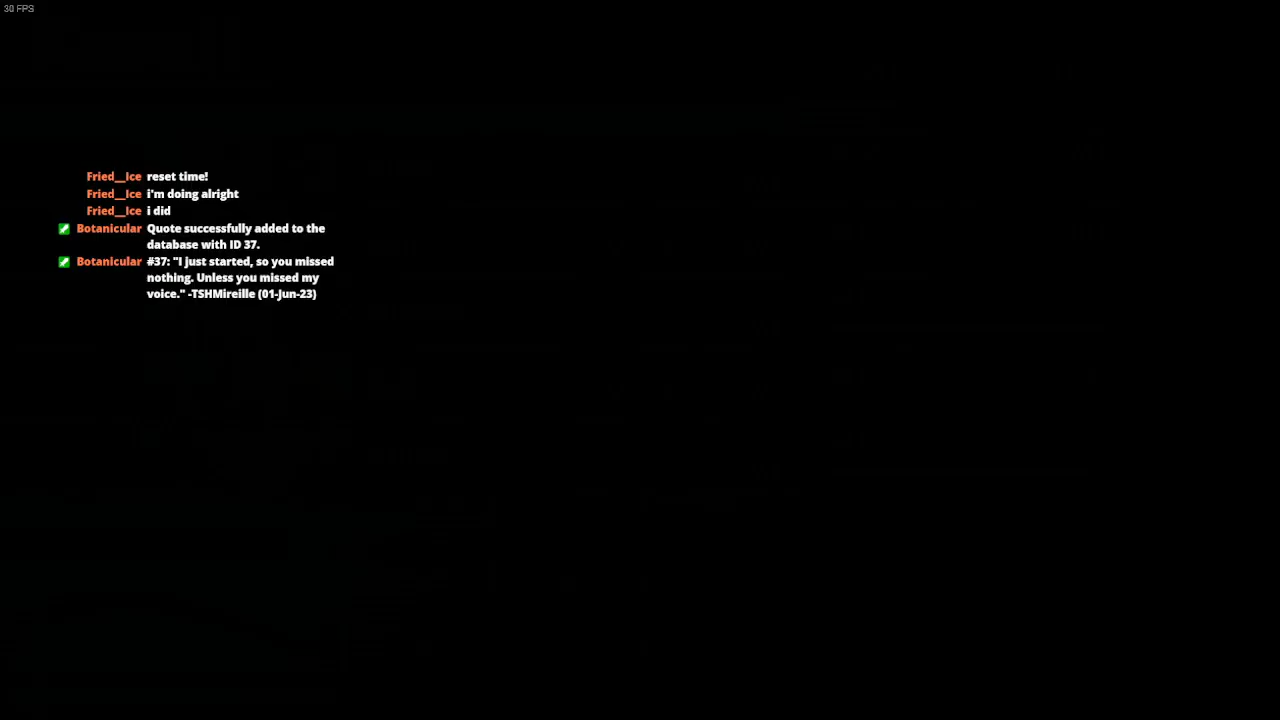 30 FPS
Fried__Ice reset time!
Fried__Ice i'm doing alright
Fried__Ice i did
Botanicular Quote successfully added to the
database with ID 37.
Botanicular #37: "I just started, so you missed
nothing. Unless you missed my
voice." -TSHMireille (01-Jun-23)